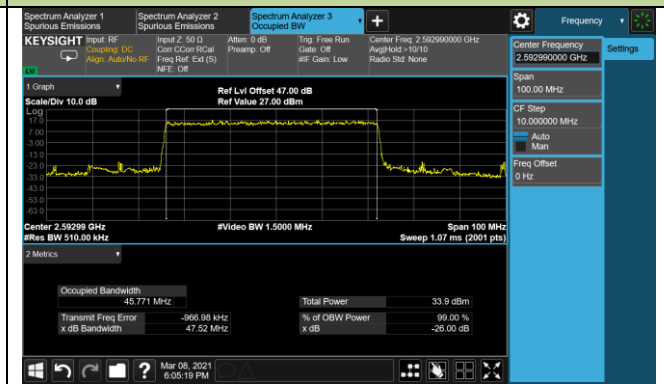 Spectrum Analyzer 1
Spurious Emissions
Spectrum Analyzer 2
Spurious Emissions
Spectrum Analyzer 3
Occupied BW
Frequency
KEYSIGHT
Input: RF
Coupling: DC
Align: Auto/No RF
Input Z: 50 Ω
Corr CCorr RCal
Freq Ref: Ext (S)
NFE: Off
Atten: 0 dB
Preamp: Off
Trig: Free Run
Gate: Off
#IF Gain: Low
Center Freq: 2.592990000 GHz
Avg|Hold:>10/10
Radio Std: None
LW
Center Frequency
2.592990000 GHz
Settings
Span
100.00 MHz
CF Step
10.000000 MHz
Auto
Man
Freq Offset
0 Hz
1 Graph
Scale/Div 10.0 dB
Ref Lvl Offset 47.00 dB
Ref Value 27.00 dBm
Log
17.0
7.00
-3.00
-13.0
-23.0
-33.0
-43.0
-53.0
-63.0
Center 2.59299 GHz
#Res BW 510.00 kHz
#Video BW 1.5000 MHz
Span 100 MHz
Sweep 1.07 ms (2001 pts)
2 Metrics
Occupied Bandwidth
45.771 MHz
Total Power 33.9 dBm
Transmit Freq Error -966.98 kHz
% of OBW Power 99.00 %
x dB Bandwidth 47.52 MHz
x dB -26.00 dB
?
Mar 08, 2021
6:05:19 PM